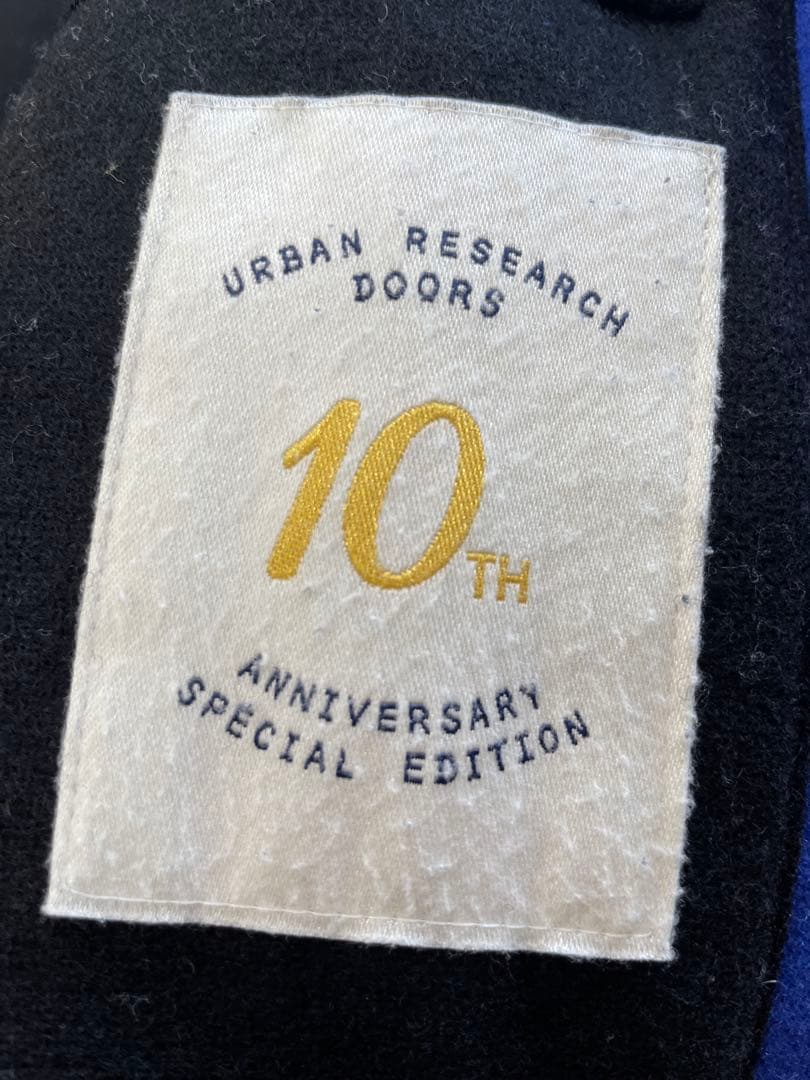 URBAN RESEARCH
DOORS
10TH
ANNIVERSARY
SPECIAL EDITION